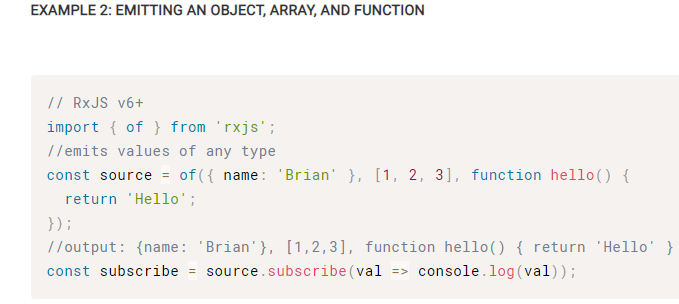 EXAMPLE 2: EMITTING AN OBJECT, ARRAY, AND FUNCTION
// RxJS v6+
import { of } from 'rxjs';
//emits values of any type
const source = of({ name: 'Brian' }, [1, 2, 3], function hello() {
  return 'Hello';
});
//output: {name: 'Brian'}, [1,2,3], function hello() { return 'Hello' }
const subscribe = source.subscribe(val => console.log(val));